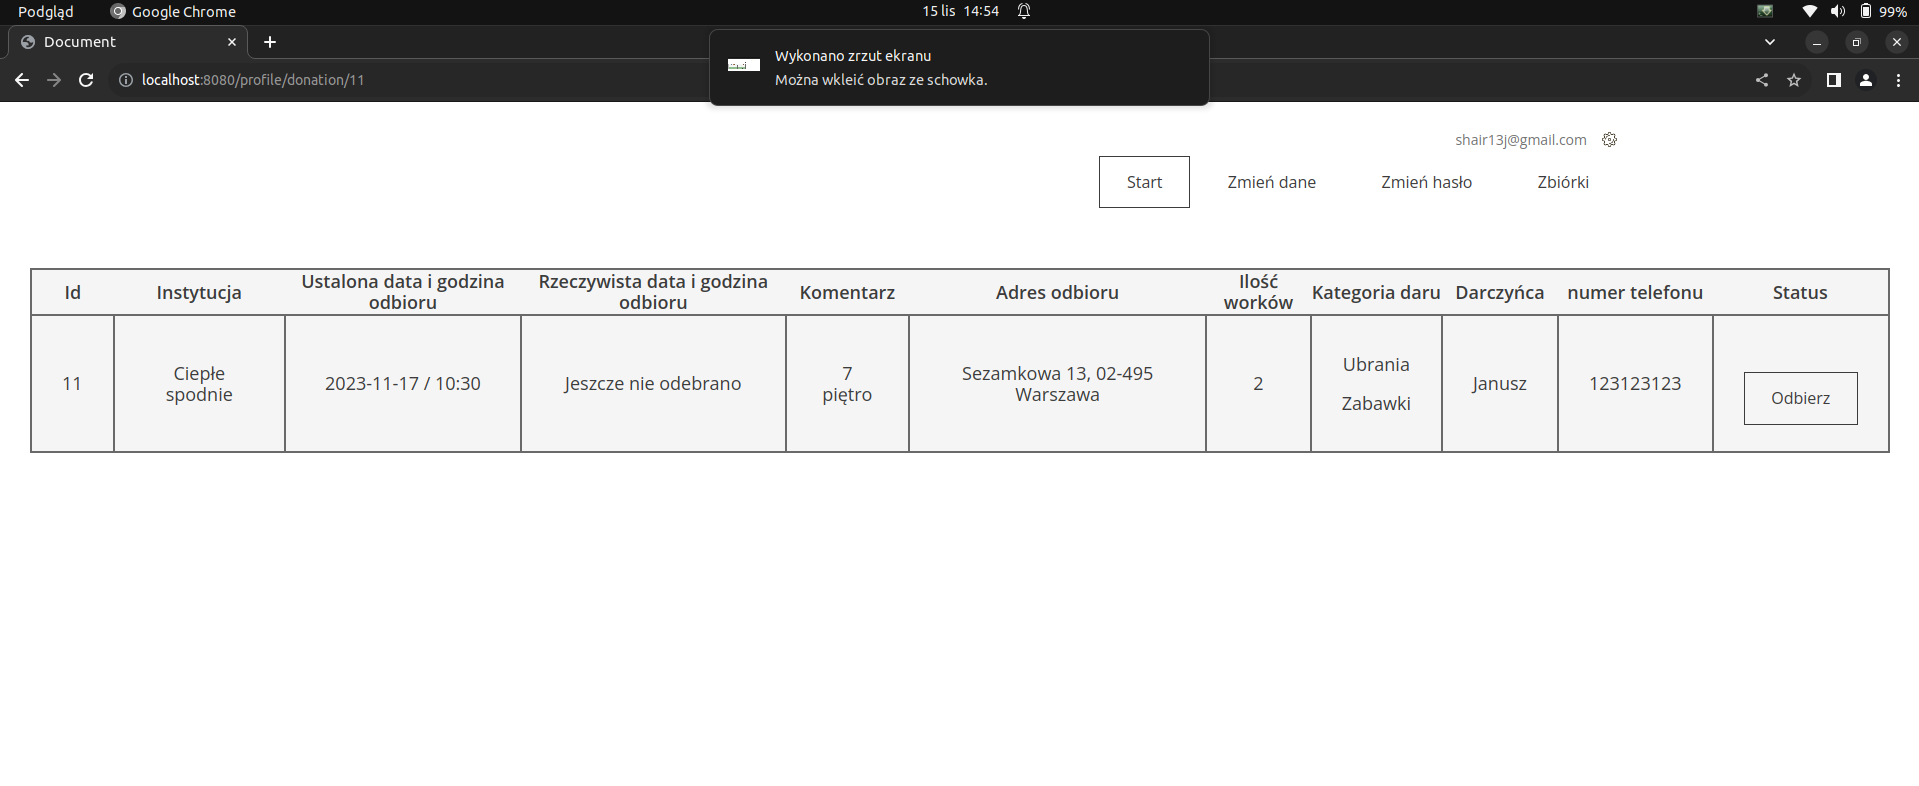 Podgląd Google Chrome 15 lis 14:54 99%
Document
Wykonano zrzut ekranu
Można wkleić obraz ze schowka.
localhost:8080/profile/donation/11
shair13j@gmail.com
Start Zmień dane Zmień hasło Zbiórki
Id Instytucja Ustalona data i godzina odbioru Rzeczywista data i godzina odbioru Komentarz Adres odbioru Ilość worków Kategoria daru Darczyńca numer telefonu Status
11 Ciepłe spodnie 2023-11-17 / 10:30 Jeszcze nie odebrano 7 piętro Sezamkowa 13, 02-495 Warszawa 2 Ubrania Zabawki Janusz 123123123 Odbierz